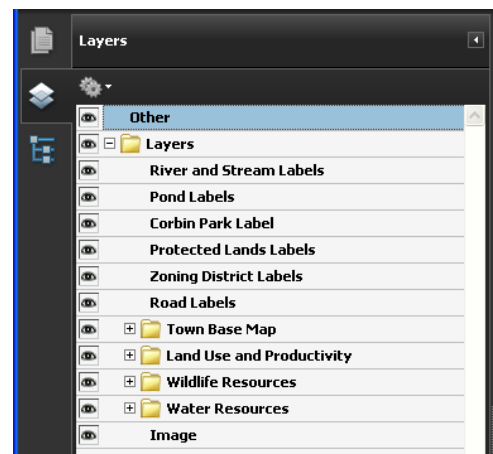 Layers
Other
Layers
River and Stream Labels
Pond Labels
Corbin Park Label
Protected Lands Labels
Zoning District Labels
Road Labels
Town Base Map
Land Use and Productivity
Wildlife Resources
Water Resources
Image